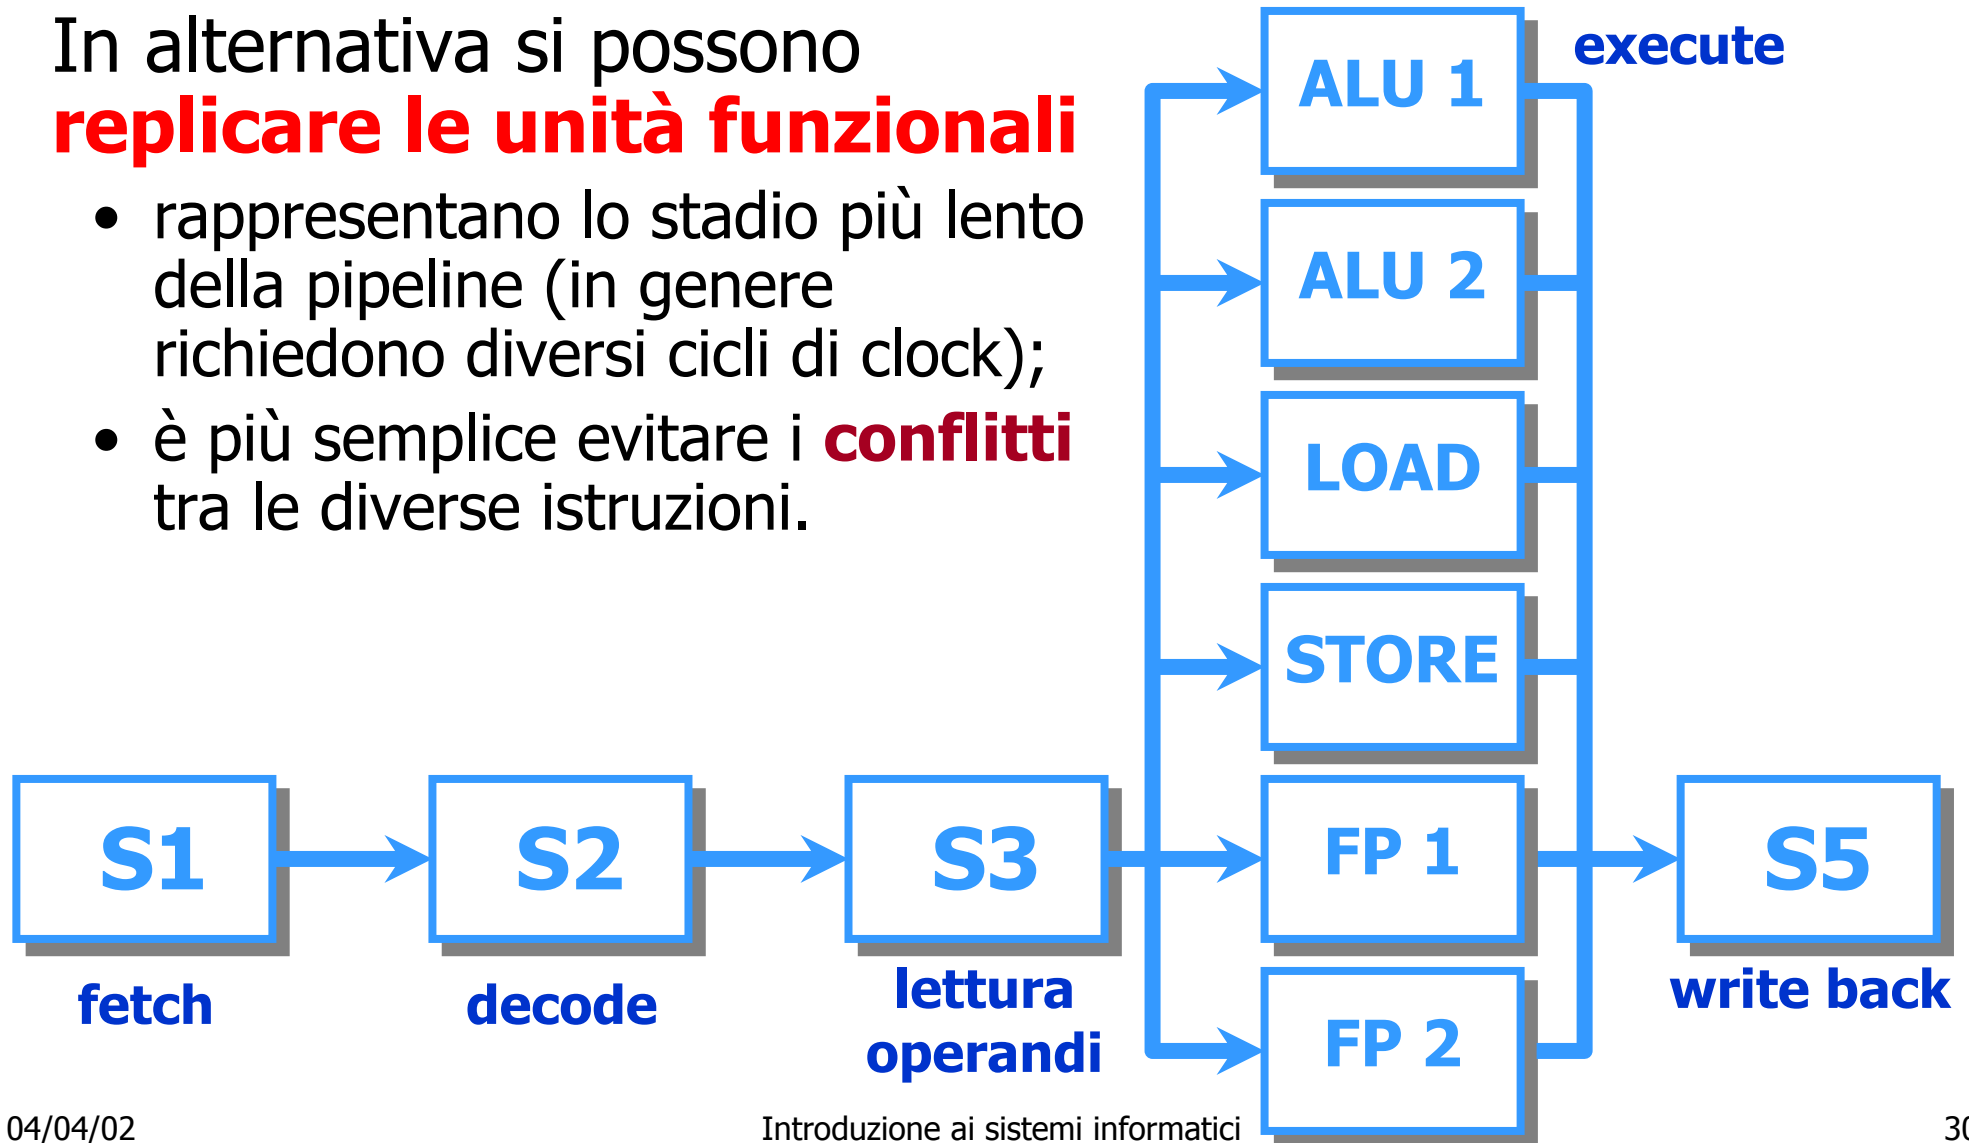 In alternativa si possono
replicare le unità funzionali
• rappresentano lo stadio più lento
della pipeline (in genere
richiedono diversi cicli di clock);
• è più semplice evitare i conflitti
tra le diverse istruzioni.
execute
ALU 1
ALU 2
LOAD
STORE
S1
S2
S3
FP 1
S5
fetch
decode
lettura
operandi
FP 2
write back
04/04/02
Introduzione ai sistemi informatici